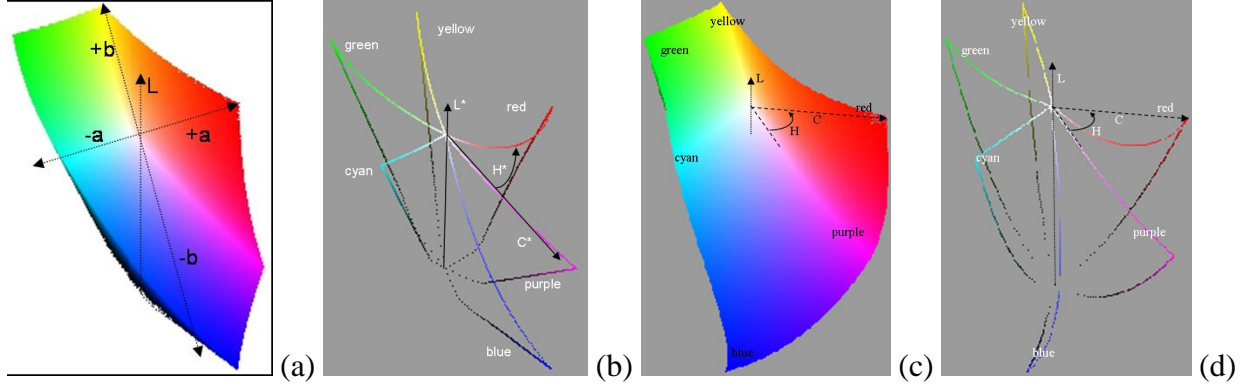 +b
L
-a
+a
-b
(a)
yellow
green
L*
red
H*
cyan
C*
purple
blue
(b)
yellow
green
L
red
C
H
cyan
purple
blue
(c)
yellow
green
L
red
C
H
cyan
purple
blue
(d)